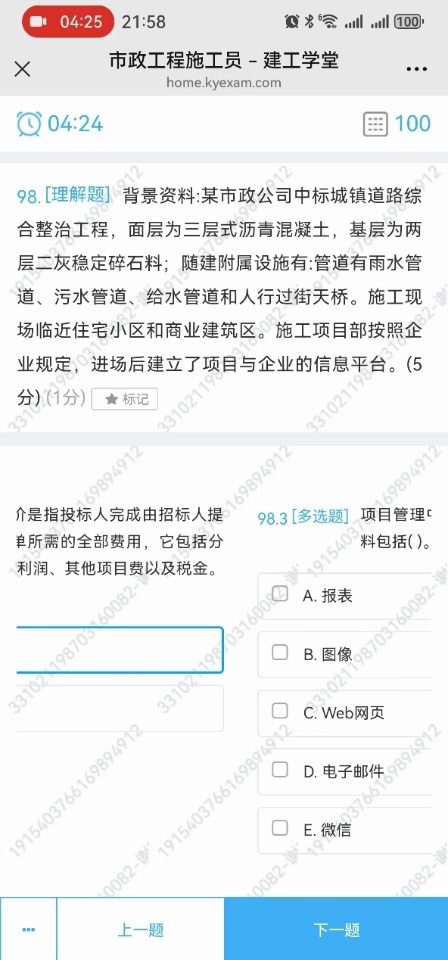 04:25 21:58 100
市政工程施工员 - 建工学堂
home.kyexam.com
04:24 100
98. [理解题] 背景资料:某市政公司中标城镇道路综
合整治工程，面层为三层式沥青混凝土，基层为两
层二灰稳定碎石料；随建附属设施有:管道有雨水管
道、污水管道、给水管道和人行过街天桥。施工现
场临近住宅小区和商业建筑区。施工项目部按照企
业规定，进场后建立了项目与企业的信息平台。(5
分) (1分) ★ 标记
价是指投标人完成由招标人提
单所需的全部费用，它包括分
利润、其他项目费以及税金。
98.3 [多选题] 项目管理中
料包括( )。
A. 报表
B. 图像
C. Web网页
D. 电子邮件
E. 微信
上一题
下一题